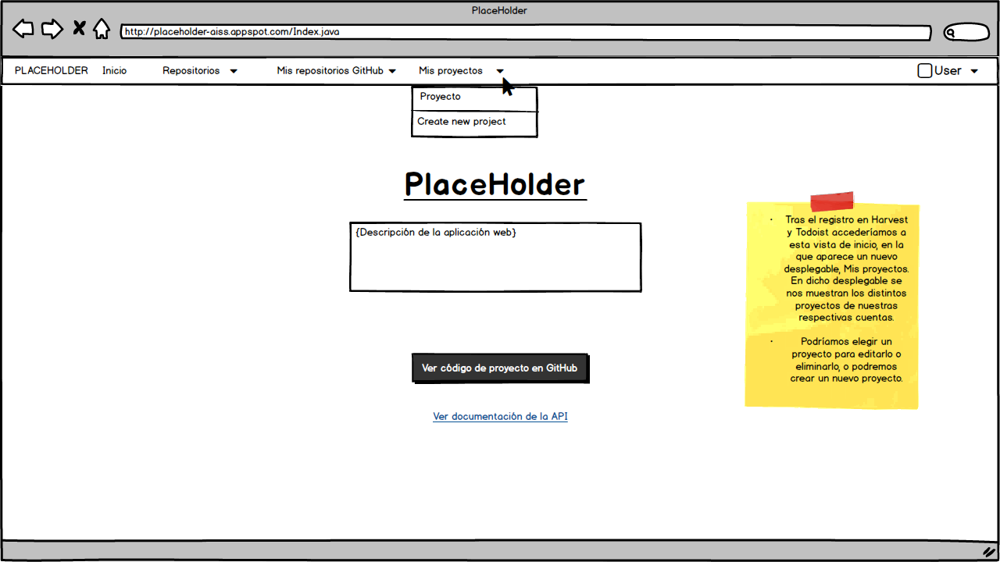 PlaceHolder
http://placeholder-aiss.appspot.com/Index.java
PLACEHOLDER Inicio Repositorios Mis repositorios GitHub Mis proyectos User
Proyecto
Create new project
PlaceHolder
{Descripción de la aplicación web}
Ver código de proyecto en GitHub
Ver documentación de la API
· Tras el registro en Harvest
y Todoist accederíamos a
esta vista de inicio, en la
que aparece un nuevo
desplegable, Mis proyectos.
En dicho desplegable se
nos muestran los distintos
proyectos de nuestras
respectivas cuentas.
· Podríamos elegir un
proyecto para editarlo o
eliminarlo, o podremos
crear un nuevo proyecto.